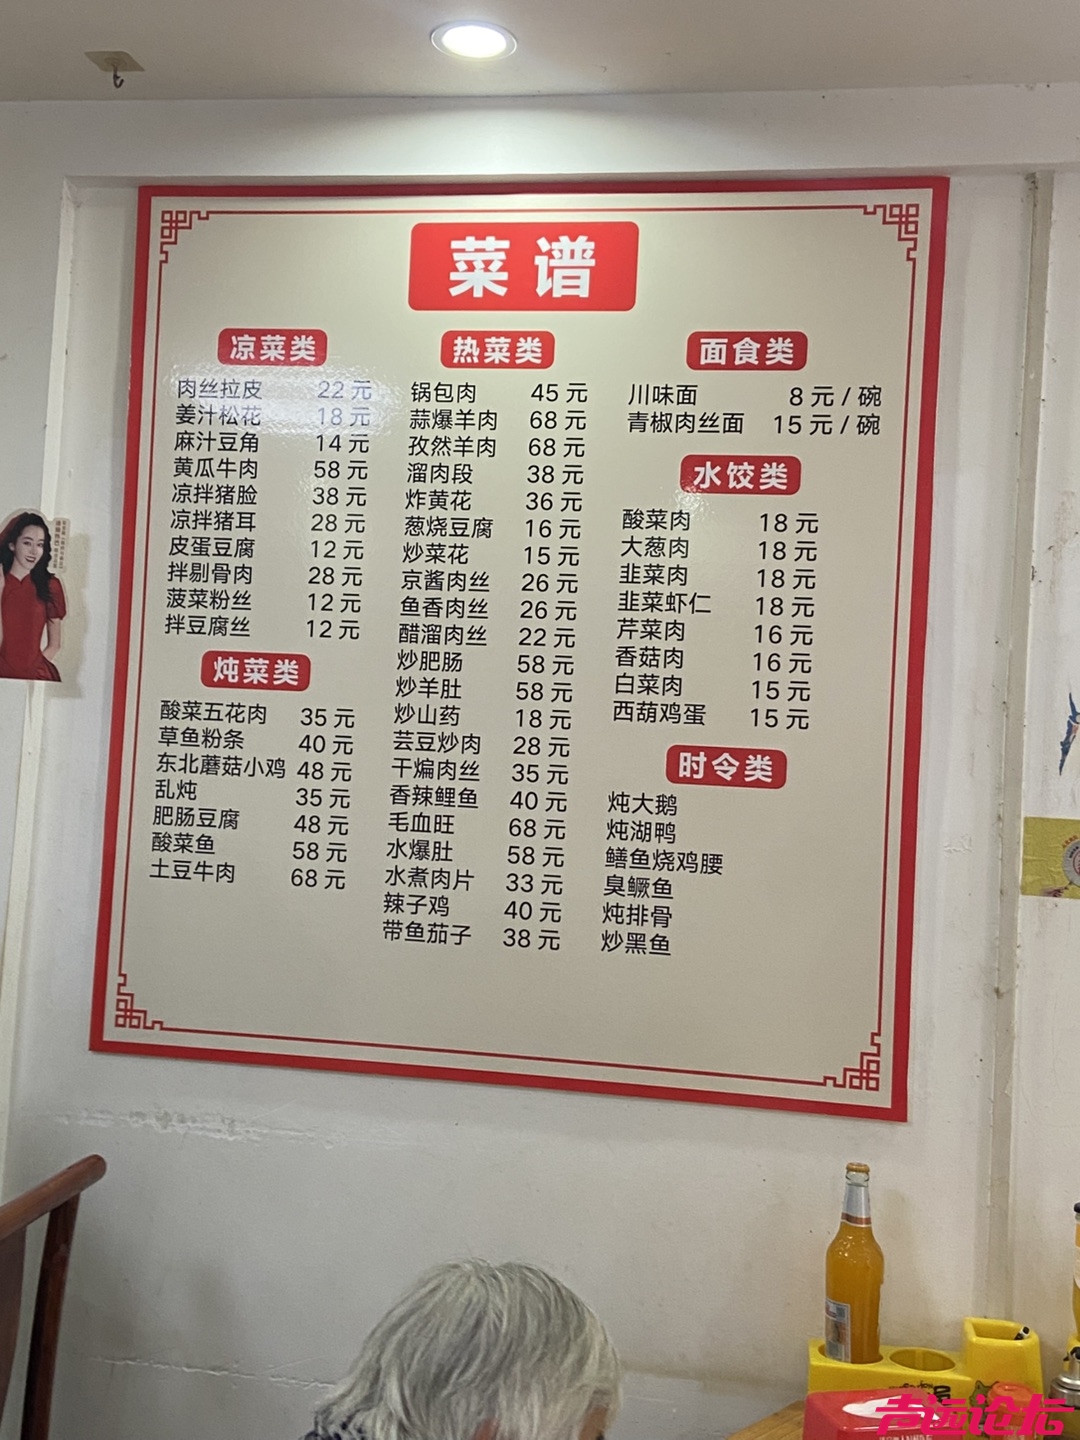 菜谱
凉菜类
肉丝拉皮 22元
姜汁松花 18元
麻汁豆角 14元
黄瓜牛肉 58元
凉拌猪脸 38元
凉拌猪耳 28元
皮蛋豆腐 12元
拌剔骨肉 28元
菠菜粉丝 12元
拌豆腐丝 12元
炖菜类
酸菜五花肉 35元
草鱼粉条 40元
东北蘑菇小鸡 48元
乱炖 35元
肥肠豆腐 48元
酸菜鱼 58元
土豆牛肉 68元
热菜类
锅包肉 45元
蒜爆羊肉 68元
孜然羊肉 68元
溜肉段 38元
炸黄花 36元
葱烧豆腐 16元
炒菜花 15元
京酱肉丝 26元
鱼香肉丝 26元
醋溜肉丝 22元
炒肥肠 58元
炒羊肚 58元
炒山药 18元
芸豆炒肉 28元
干煸肉丝 35元
香辣鲤鱼 40元
毛血旺 68元
水爆肚 58元
水煮肉片 33元
辣子鸡 40元
带鱼茄子 38元
面食类
川味面 8元/碗
青椒肉丝面 15元/碗
水饺类
酸菜肉 18元
大葱肉 18元
韭菜肉 18元
韭菜虾仁 18元
芹菜肉 16元
香菇肉 16元
白菜肉 15元
西葫鸡蛋 15元
时令类
炖大鹅
炖湖鸭
鳝鱼烧鸡腰
臭鳜鱼
炖排骨
炒黑鱼
声远论坛